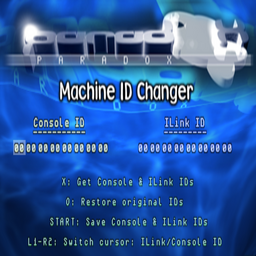 PARADOX
Machine ID Changer
Console ID ILink ID
00 00 00 00 00 00 00 00 00 00 00 00 00 00 00 00
X: Get Console & ILink IDs
O: Restore original IDs
START: Save Console & ILink IDs
L1-R2: Switch cursor: ILink/Console ID